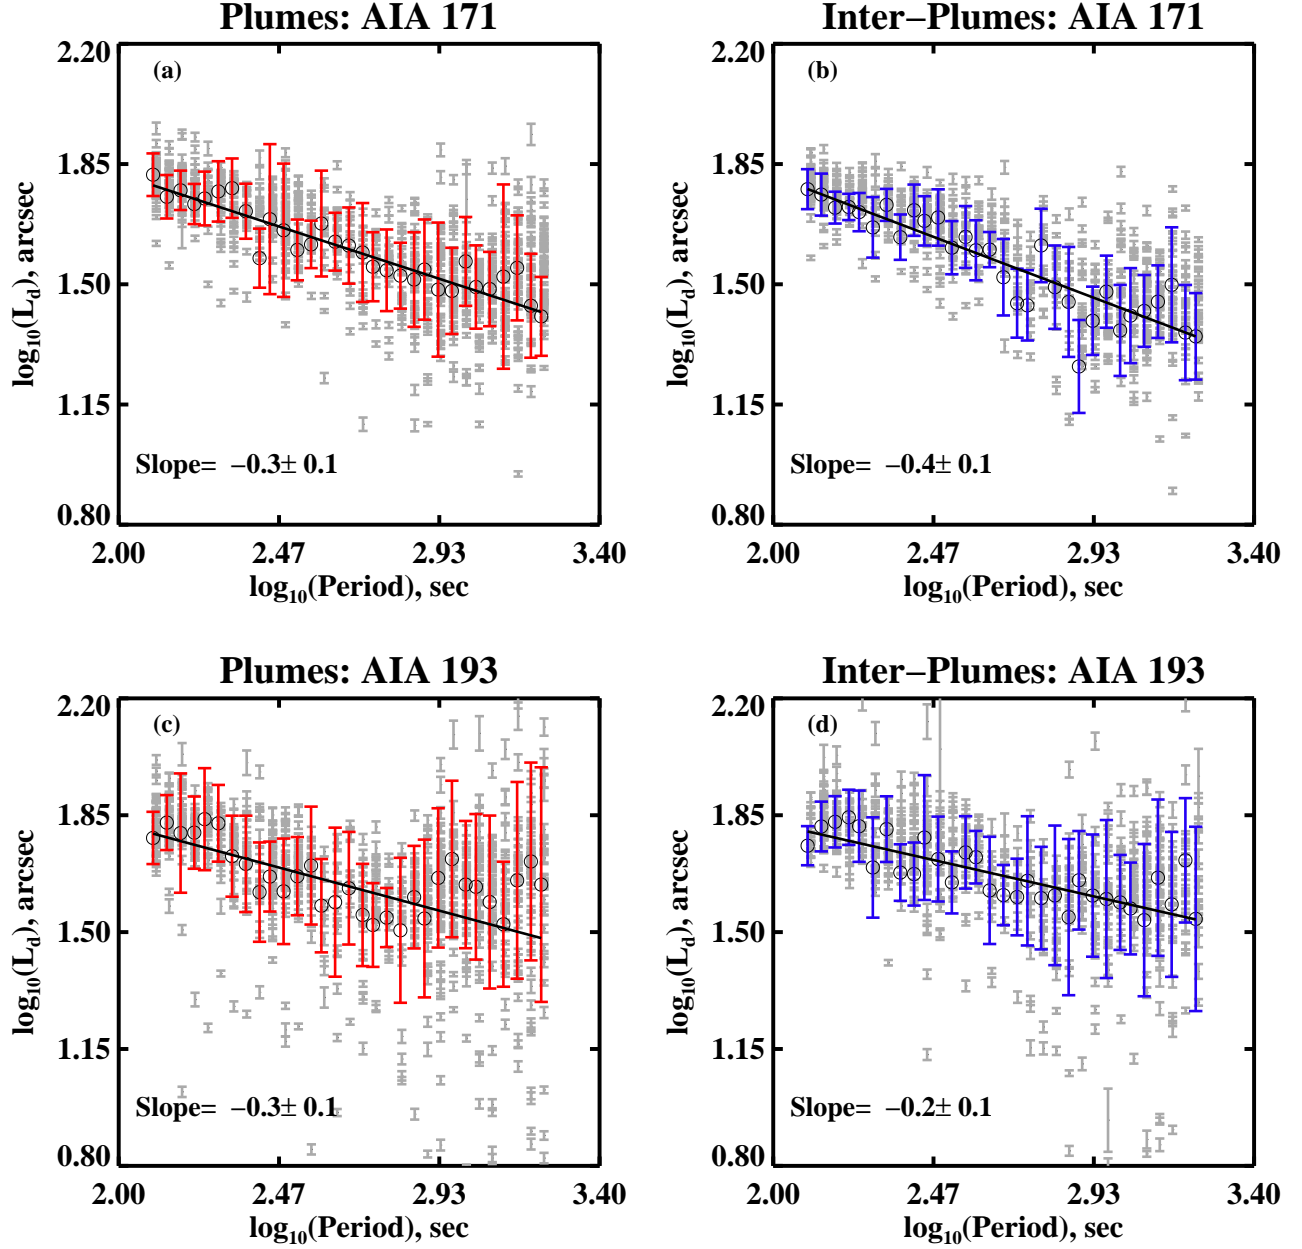 Plumes: AIA 171
(a)
2.20
1.85
1.50
1.15
0.80
log10(Ld), arcsec
Slope= −0.3± 0.1
2.00 2.47 2.93 3.40
log10(Period), sec
Inter−Plumes: AIA 171
(b)
2.20
1.85
1.50
1.15
0.80
log10(Ld), arcsec
Slope= −0.4± 0.1
2.00 2.47 2.93 3.40
log10(Period), sec
Plumes: AIA 193
(c)
2.20
1.85
1.50
1.15
0.80
log10(Ld), arcsec
Slope= −0.3± 0.1
2.00 2.47 2.93 3.40
log10(Period), sec
Inter−Plumes: AIA 193
(d)
2.20
1.85
1.50
1.15
0.80
log10(Ld), arcsec
Slope= −0.2± 0.1
2.00 2.47 2.93 3.40
log10(Period), sec